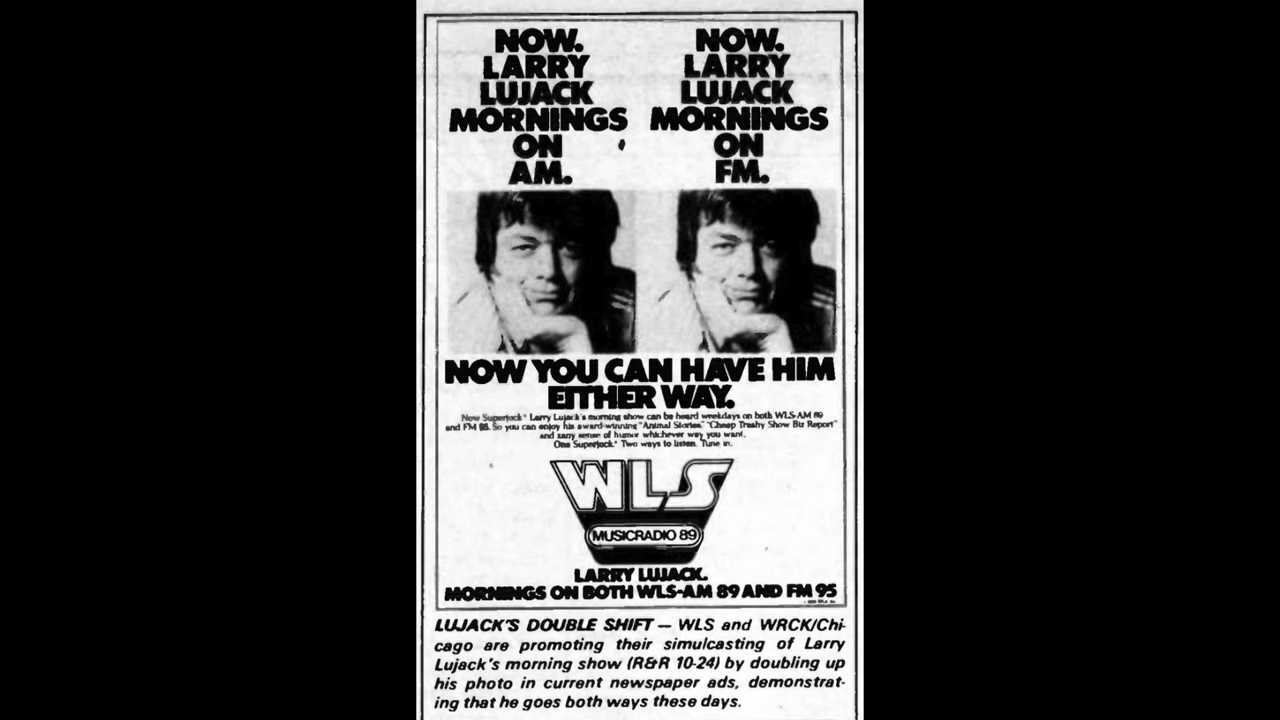 NOW.
LARRY
LUJACK
MORNINGS
ON
AM.
NOW.
LARRY
LUJACK
MORNINGS
ON
FM.
NOW YOU CAN HAVE HIM
EITHER WAY.
Now Superjock* Larry Lujack's morning show can be heard weekdays on both WLS-AM 89
and FM 95. So you can enjoy his award-winning "Animal Stories," "Cheap Trashy Show Biz Report"
and zany sense of humor whichever way you want.
One Superjock.* Two ways to listen. Tune in.
WLS
MUSICRADIO 89
LARRY LUJACK.
MORNINGS ON BOTH WLS-AM 89 AND FM 95
LUJACK'S DOUBLE SHIFT — WLS and WRCK/Chi-
cago are promoting their simulcasting of Larry
Lujack's morning show (R&R 10-24) by doubling up
his photo in current newspaper ads, demonstrat-
ing that he goes both ways these days.